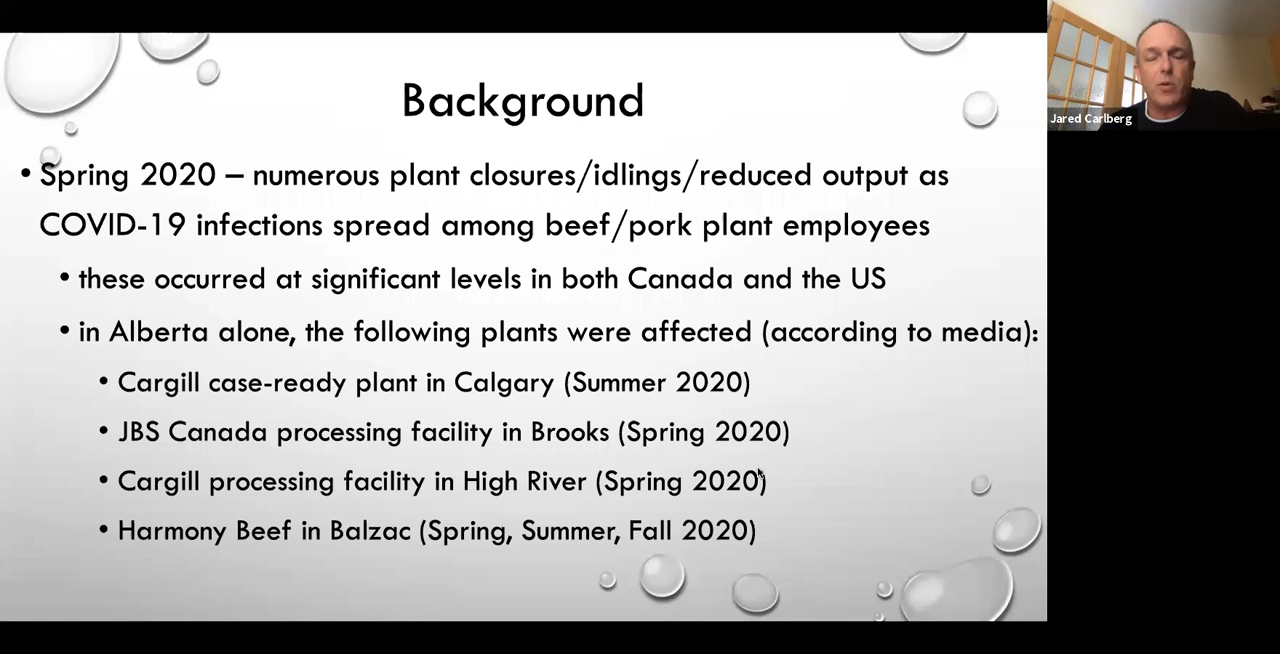 Background
• Spring 2020 – numerous plant closures/idlings/reduced output as
COVID-19 infections spread among beef/pork plant employees
• these occurred at significant levels in both Canada and the US
• in Alberta alone, the following plants were affected (according to media):
• Cargill case-ready plant in Calgary (Summer 2020)
• JBS Canada processing facility in Brooks (Spring 2020)
• Cargill processing facility in High River (Spring 2020)
• Harmony Beef in Balzac (Spring, Summer, Fall 2020)
Jared Carlberg